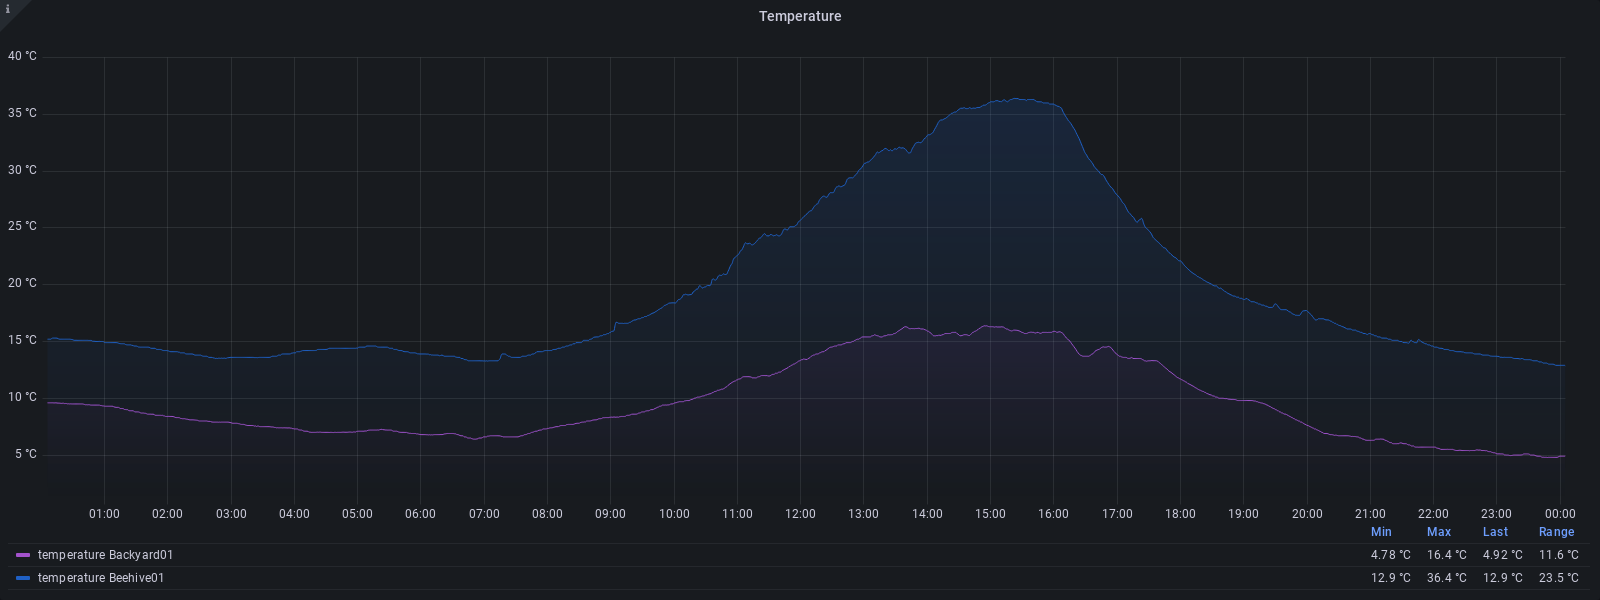 i
Temperature
40 °C
35 °C
30 °C
25 °C
20 °C
15 °C
10 °C
5 °C
01:00 02:00 03:00 04:00 05:00 06:00 07:00 08:00 09:00 10:00 11:00 12:00 13:00 14:00 15:00 16:00 17:00 18:00 19:00 20:00 21:00 22:00 23:00 00:00
Min Max Last Range
temperature Backyard01 4.78 °C 16.4 °C 4.92 °C 11.6 °C
temperature Beehive01 12.9 °C 36.4 °C 12.9 °C 23.5 °C